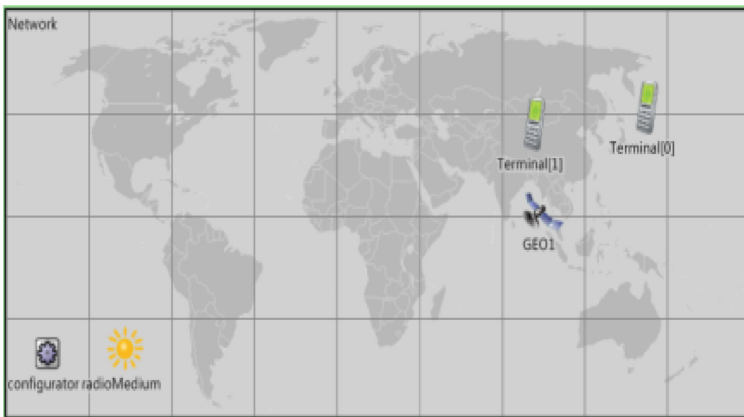 Network
Terminal[1]
Terminal[0]
GEO1
configurator radioMedium